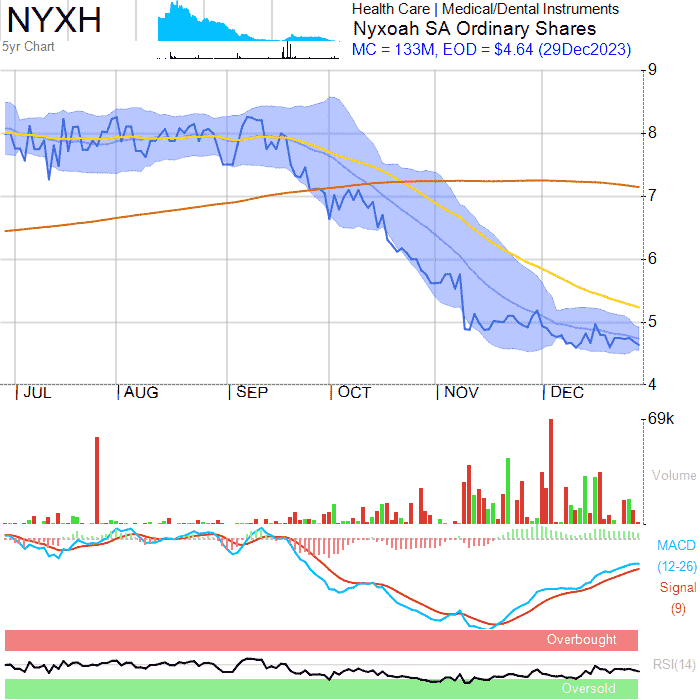 NYXH
5yr Chart
Health Care | Medical/Dental Instruments
Nyxoah SA Ordinary Shares
MC = 133M, EOD = $4.64 (29Dec2023)
9
8
7
6
5
4
JUL AUG SEP OCT NOV DEC
69k
Volume
MACD
(12-26)
Signal
(9)
Overbought
RSI(14)
Oversold